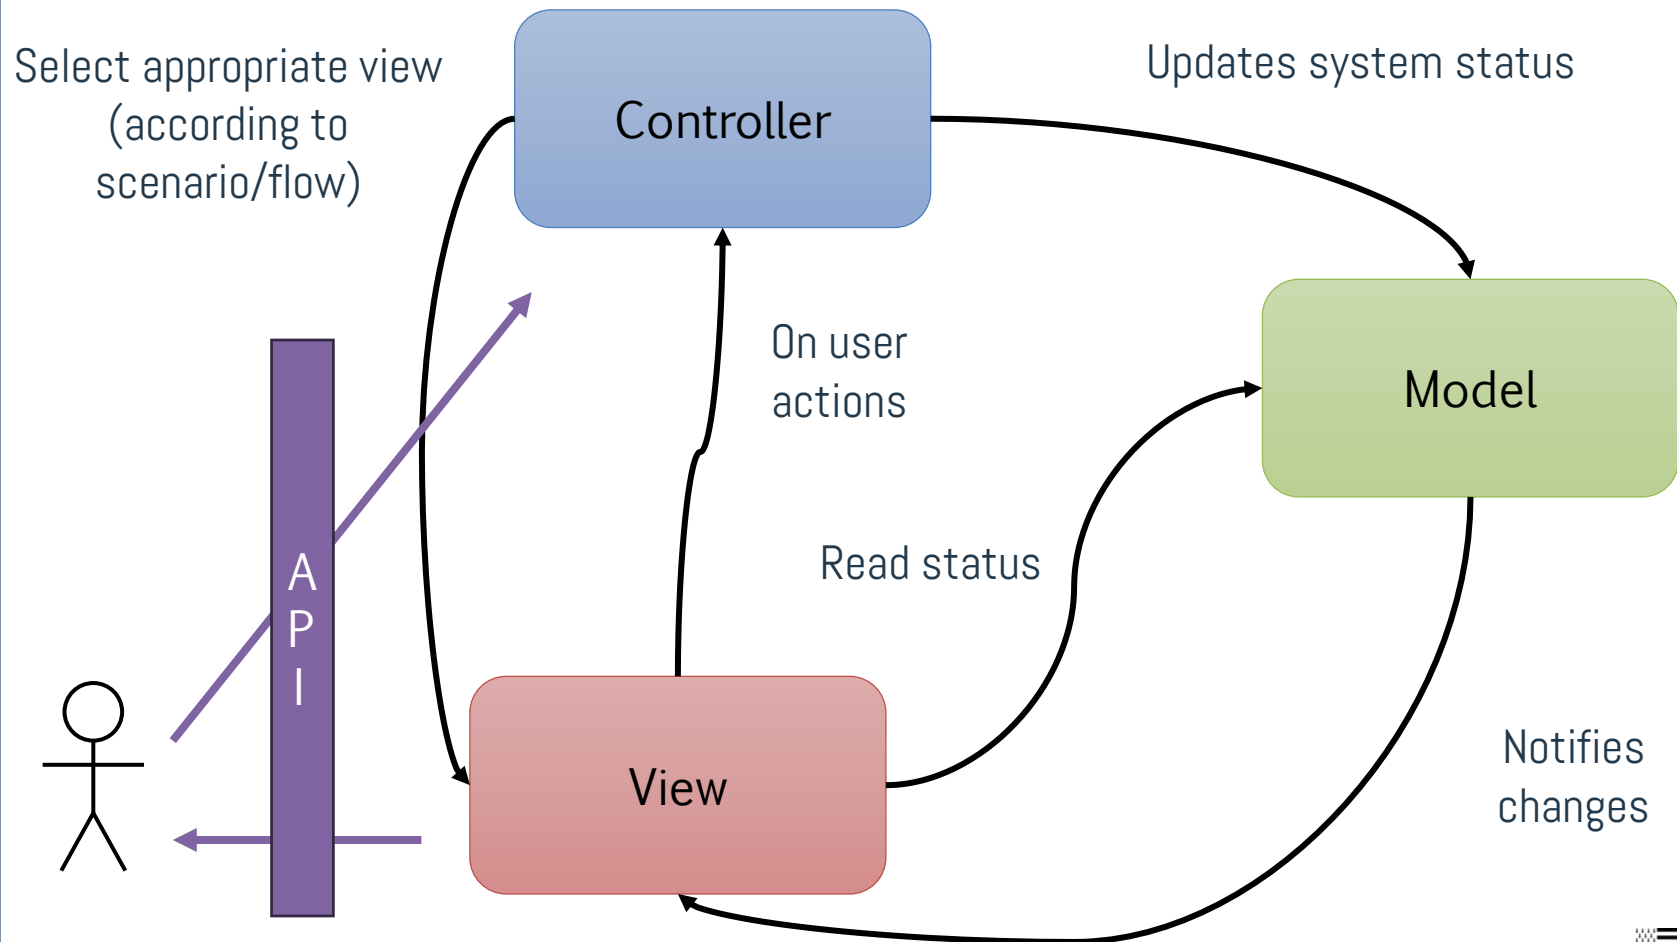 Select appropriate view
(according to
scenario/flow)
Controller
Updates system status
On user
actions
Model
Read status
A
P
I
View
Notifies
changes